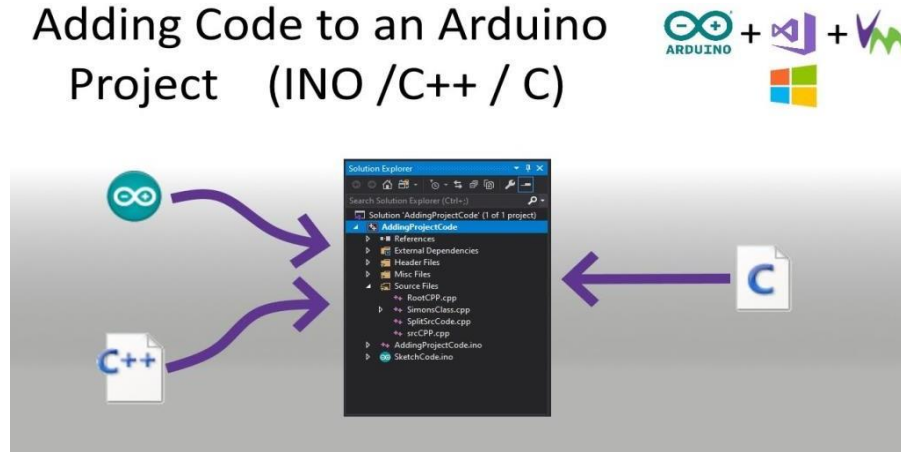 Adding Code to an Arduino
Project (INO /C++ / C)
ARDUINO
+
+
Solution Explorer
Search Solution Explorer (Ctrl+;)
Solution 'AddingProjectCode' (1 of 1 project)
AddingProjectCode
References
External Dependencies
Header Files
Misc Files
Source Files
RootCPP.cpp
SimonsClass.cpp
SplitSrcCode.cpp
srcCPP.cpp
AddingProjectCode.ino
SketchCode.ino
C++
C